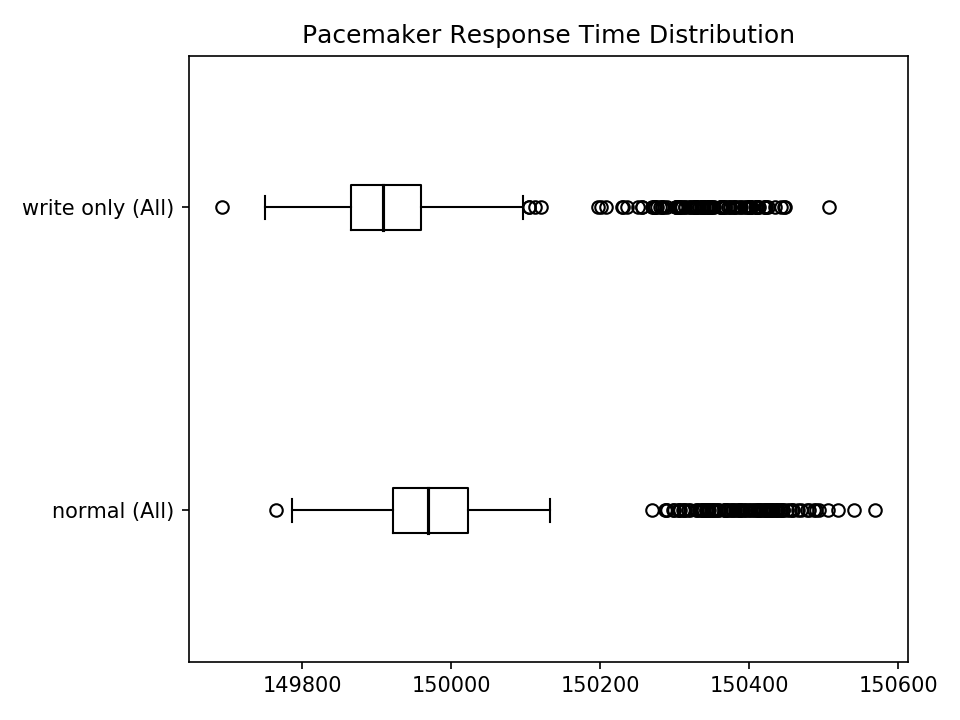 Pacemaker Response Time Distribution
write only (All)
normal (All)
149800 150000 150200 150400 150600